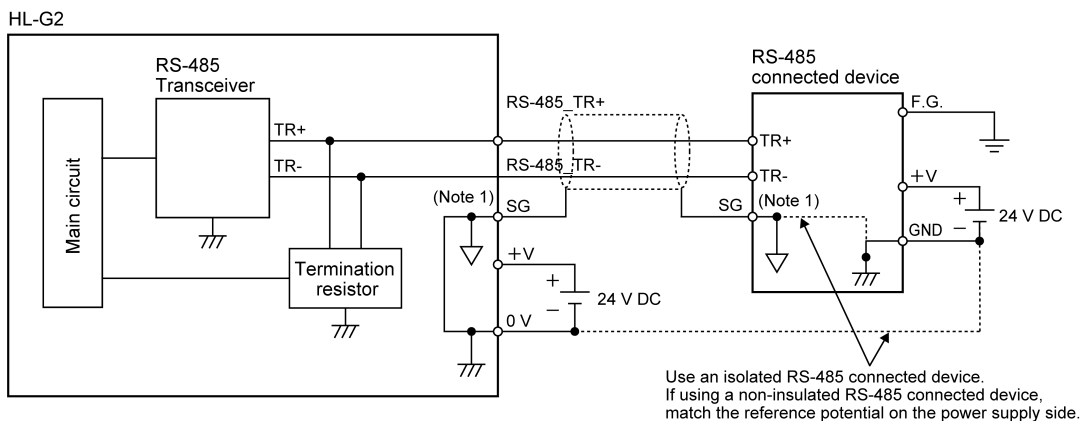 HL-G2
RS-485
Transceiver
Main circuit
TR+
TR-
Termination
resistor
RS-485_TR+
RS-485_TR-
(Note 1)
SG
+V
+
−
24 V DC
0 V
RS-485
connected device
TR+
TR-
SG
(Note 1)
F.G.
+V
+
−
24 V DC
GND
Use an isolated RS-485 connected device.
If using a non-insulated RS-485 connected device,
match the reference potential on the power supply side.